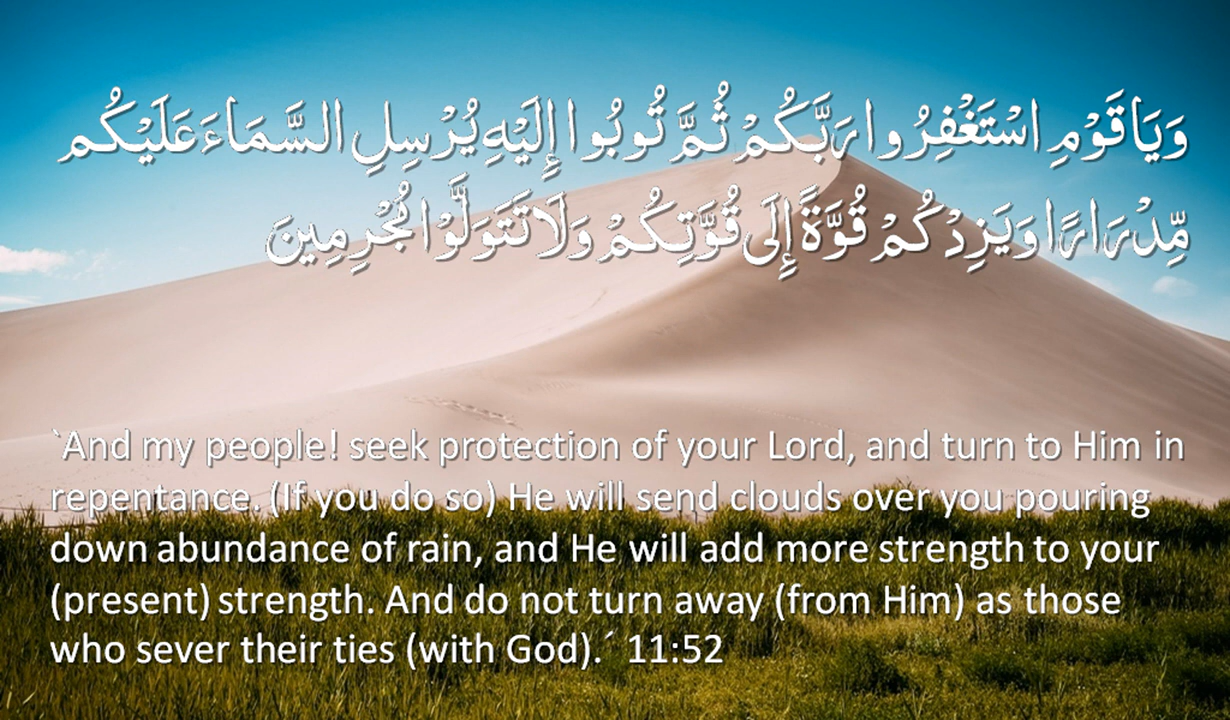 وَيَا قَوْمِ اسْتَغْفِرُوا رَبَّكُمْ ثُمَّ تُوبُوا إِلَيْهِ يُرْسِلِ السَّمَاءَ عَلَيْكُم
مِّدْرَارًا وَيَزِدْكُمْ قُوَّةً إِلَى قُوَّتِكُمْ وَلَا تَتَوَلَّوْا مُجْرِمِينَ
`And my people! seek protection of your Lord, and turn to Him in
repentance. (If you do so) He will send clouds over you pouring
down abundance of rain, and He will add more strength to your
(present) strength. And do not turn away (from Him) as those
who sever their ties (with God).´ 11:52